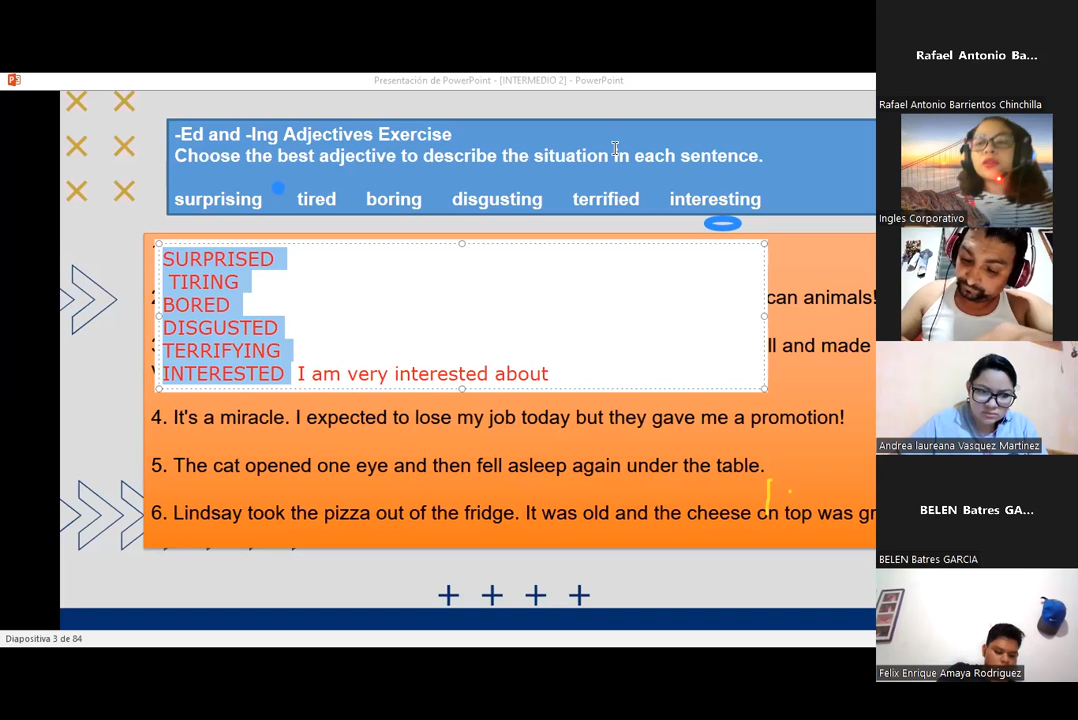 Presentación de PowerPoint - [INTERMEDIO 2] - PowerPoint
-Ed and -Ing Adjectives Exercise
Choose the best adjective to describe the situation in each sentence.
surprising tired boring disgusting terrified interesting
SURPRISED
TIRING
BORED
DISGUSTED
TERRIFYING
INTERESTED I am very interested about
can animals!
ll and made
4. It's a miracle. I expected to lose my job today but they gave me a promotion!
5. The cat opened one eye and then fell asleep again under the table.
6. Lindsay took the pizza out of the fridge. It was old and the cheese on top was gr
Diapositiva 3 de 84
Rafael Antonio Ba...
Rafael Antonio Barrientos Chinchilla
Ingles Corporativo
Andrea laureana Vasquez Martinez
BELEN Batres GA...
BELEN Batres GARCIA
Felix Enrique Amaya Rodriguez